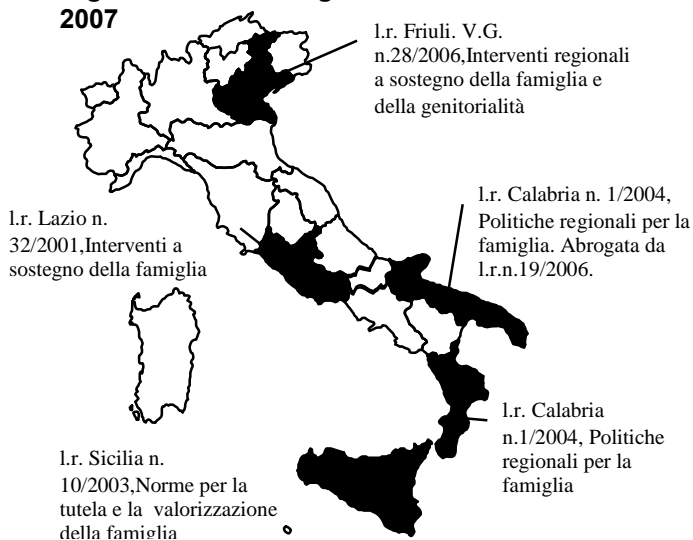 2007
l.r. Friuli. V.G.
n.28/2006,Interventi regionali
a sostegno della famiglia e
della genitorialità
l.r. Lazio n.
32/2001,Interventi a
sostegno della famiglia
l.r. Calabria n. 1/2004,
Politiche regionali per la
famiglia. Abrogata da
l.r.n.19/2006.
l.r. Calabria
n.1/2004, Politiche
regionali per la
famiglia
l.r. Sicilia n.
10/2003,Norme per la
tutela e la valorizzazione
della famiglia